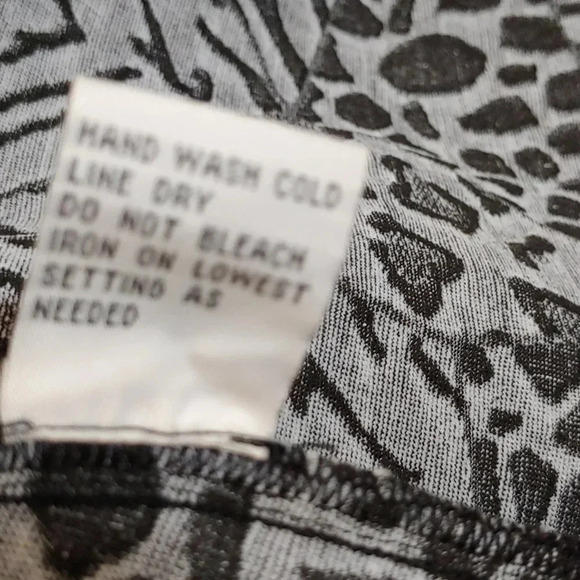 HAND WASH COLD
LINE DRY
DO NOT BLEACH
IRON ON LOWEST
SETTING AS
NEEDED